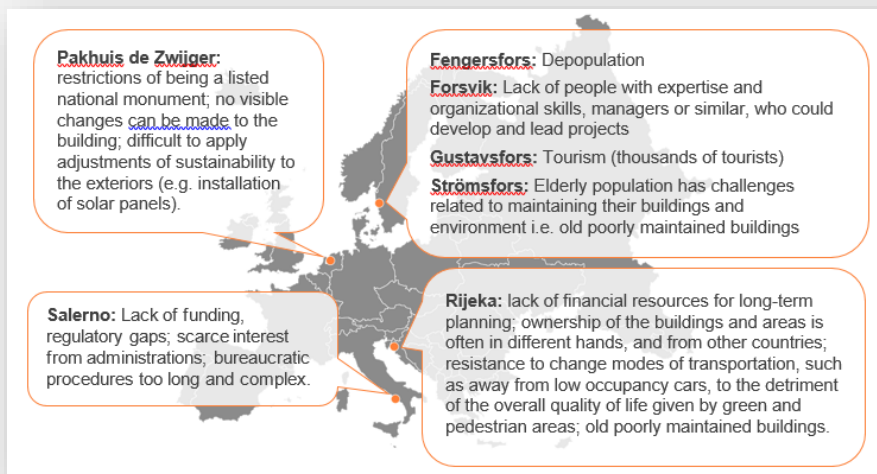 Pakhuis de Zwijger:
restrictions of being a listed
national monument; no visible
changes can be made to the
building; difficult to apply
adjustments of sustainability to
the exteriors (e.g. installation
of solar panels).
Fengersfors: Depopulation
Forsvik: Lack of people with expertise and
organizational skills, managers or similar, who could
develop and lead projects
Gustavsfors: Tourism (thousands of tourists)
Strömsfors: Elderly population has challenges
related to maintaining their buildings and
environment i.e. old poorly maintained buildings
Salerno: Lack of funding,
regulatory gaps; scarce interest
from administrations; bureaucratic
procedures too long and complex.
Rijeka: lack of financial resources for long-term
planning; ownership of the buildings and areas is
often in different hands, and from other countries;
resistance to change modes of transportation, such
as away from low occupancy cars, to the detriment
of the overall quality of life given by green and
pedestrian areas; old poorly maintained buildings.